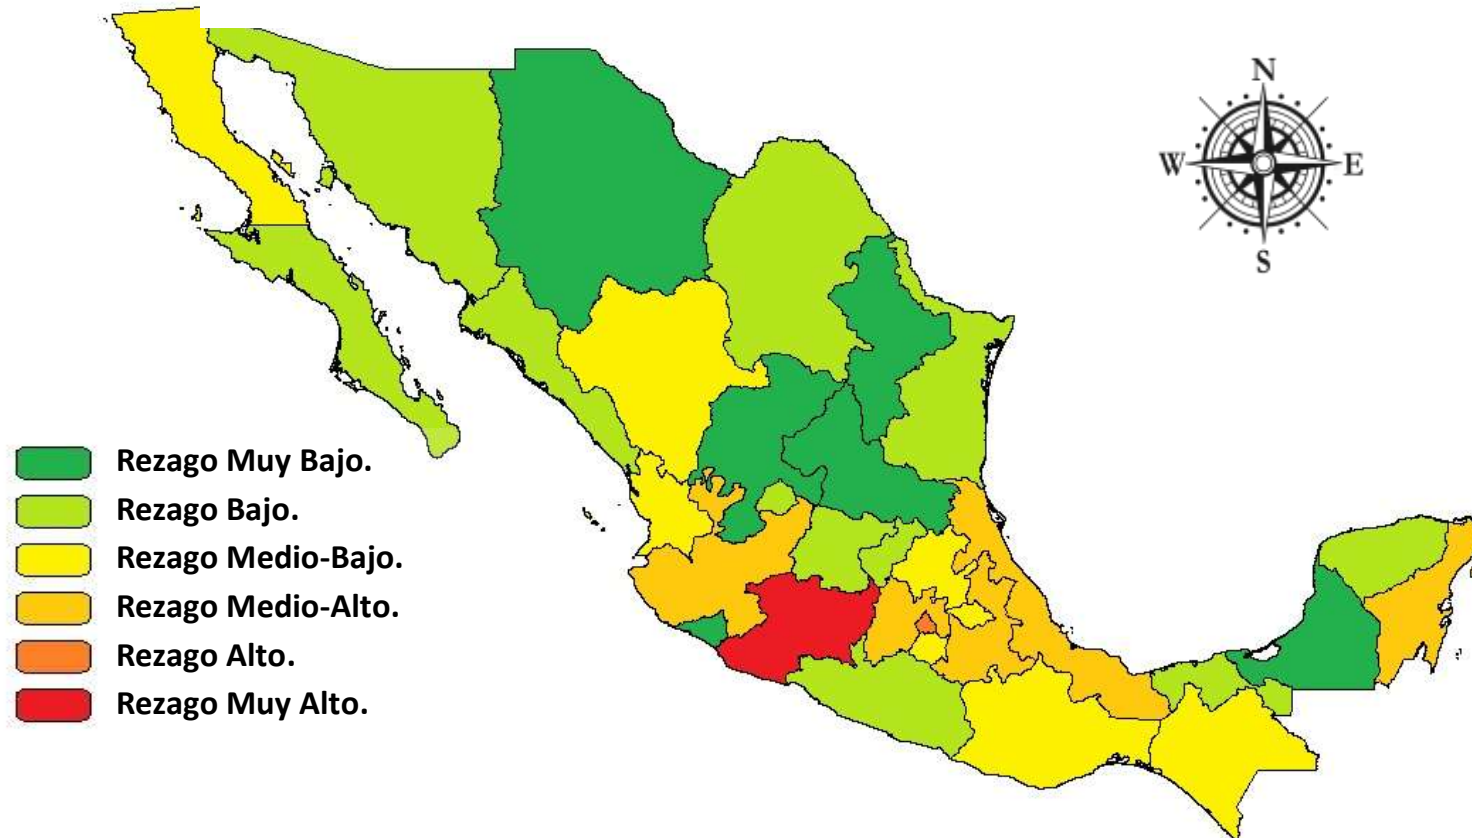 N
W E
S
Rezago Muy Bajo.
Rezago Bajo.
Rezago Medio-Bajo.
Rezago Medio-Alto.
Rezago Alto.
Rezago Muy Alto.